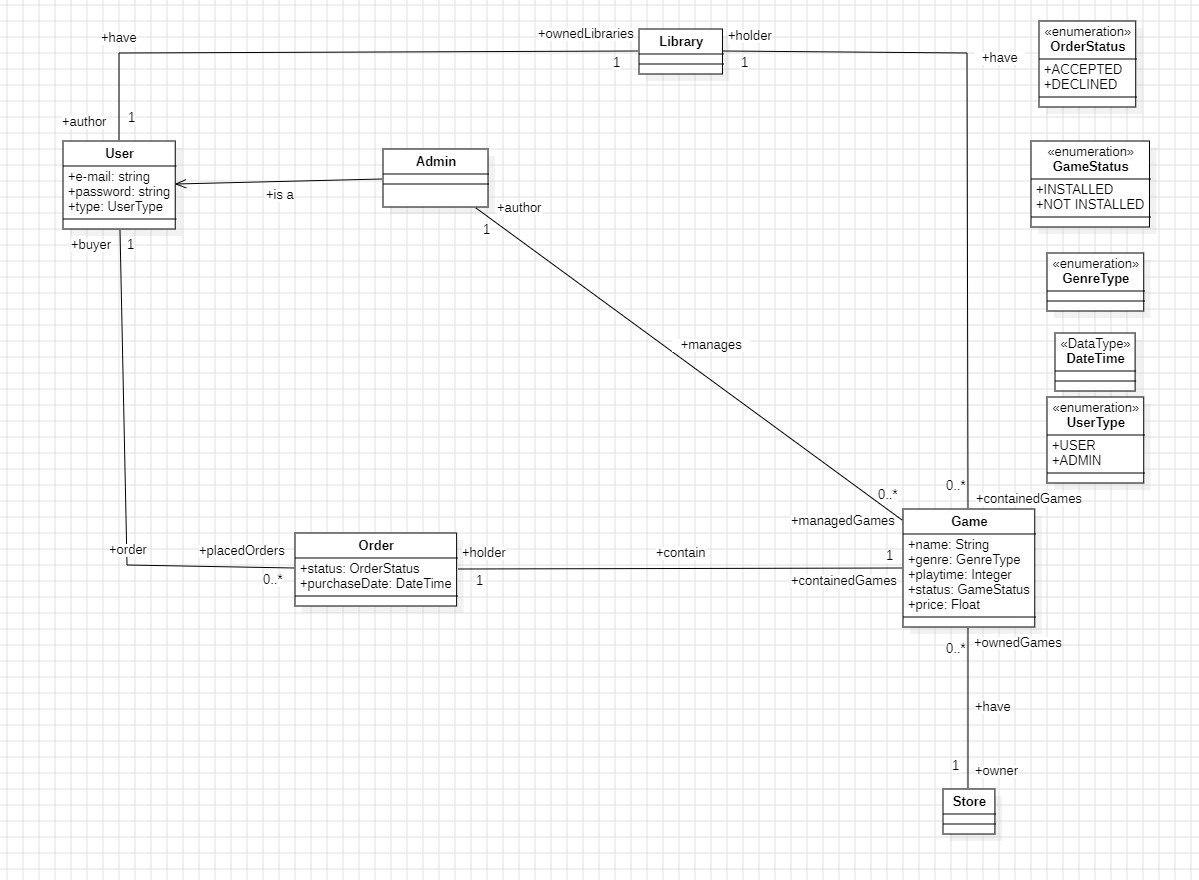 +have
+ownedLibraries
1
Library
+holder
1
+have
«enumeration»
OrderStatus
+ACCEPTED
+DECLINED
+author
1
User
+e-mail: string
+password: string
+type: UserType
+is a
Admin
+author
1
«enumeration»
GameStatus
+INSTALLED
+NOT INSTALLED
+buyer
1
«enumeration»
GenreType
+manages
«DataType»
DateTime
«enumeration»
UserType
+USER
+ADMIN
0..*
0..*
+containedGames
+managedGames
Game
+name: String
+genre: GenreType
+playtime: Integer
+status: GameStatus
+price: Float
+order
+placedOrders
0..*
Order
+status: OrderStatus
+purchaseDate: DateTime
+holder
1
+contain
1
+containedGames
0..*
+ownedGames
+have
1
+owner
Store